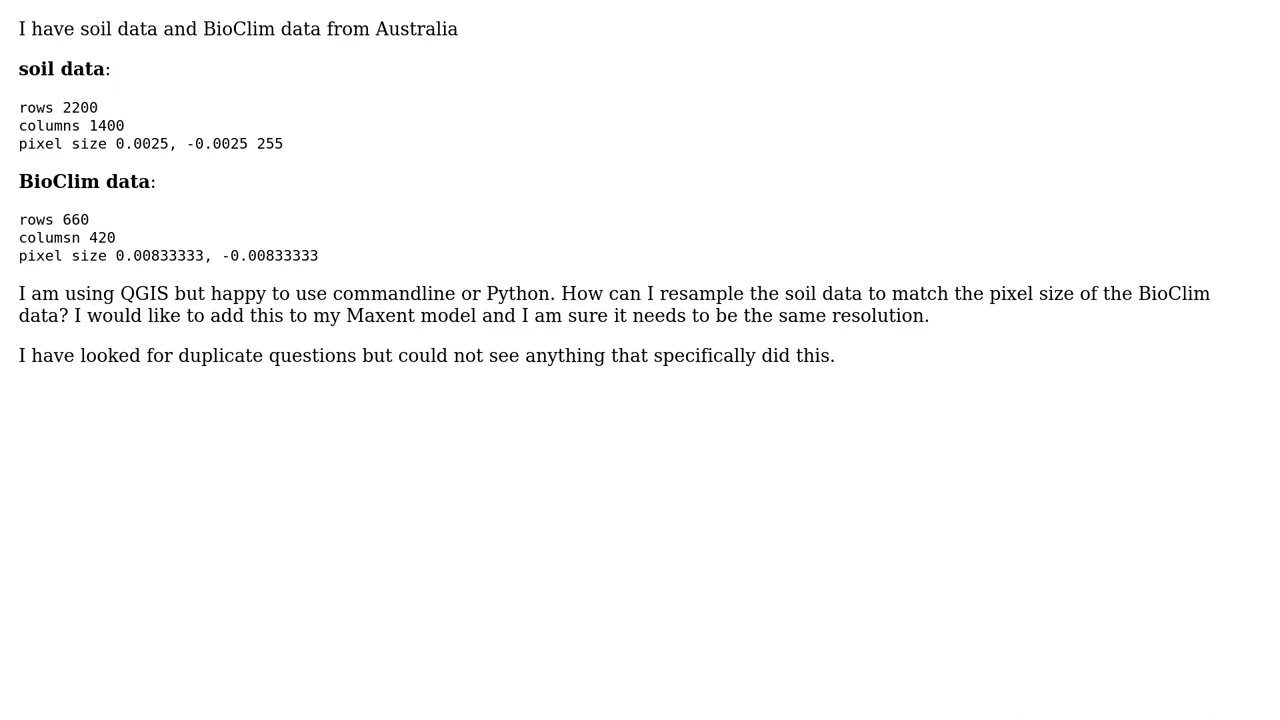 I have soil data and BioClim data from Australia
soil data:
rows 2200
columns 1400
pixel size 0.0025, -0.0025 255
BioClim data:
rows 660
columsn 420
pixel size 0.00833333, -0.00833333
I am using QGIS but happy to use commandline or Python. How can I resample the soil data to match the pixel size of the BioClim
data? I would like to add this to my Maxent model and I am sure it needs to be the same resolution.
I have looked for duplicate questions but could not see anything that specifically did this.